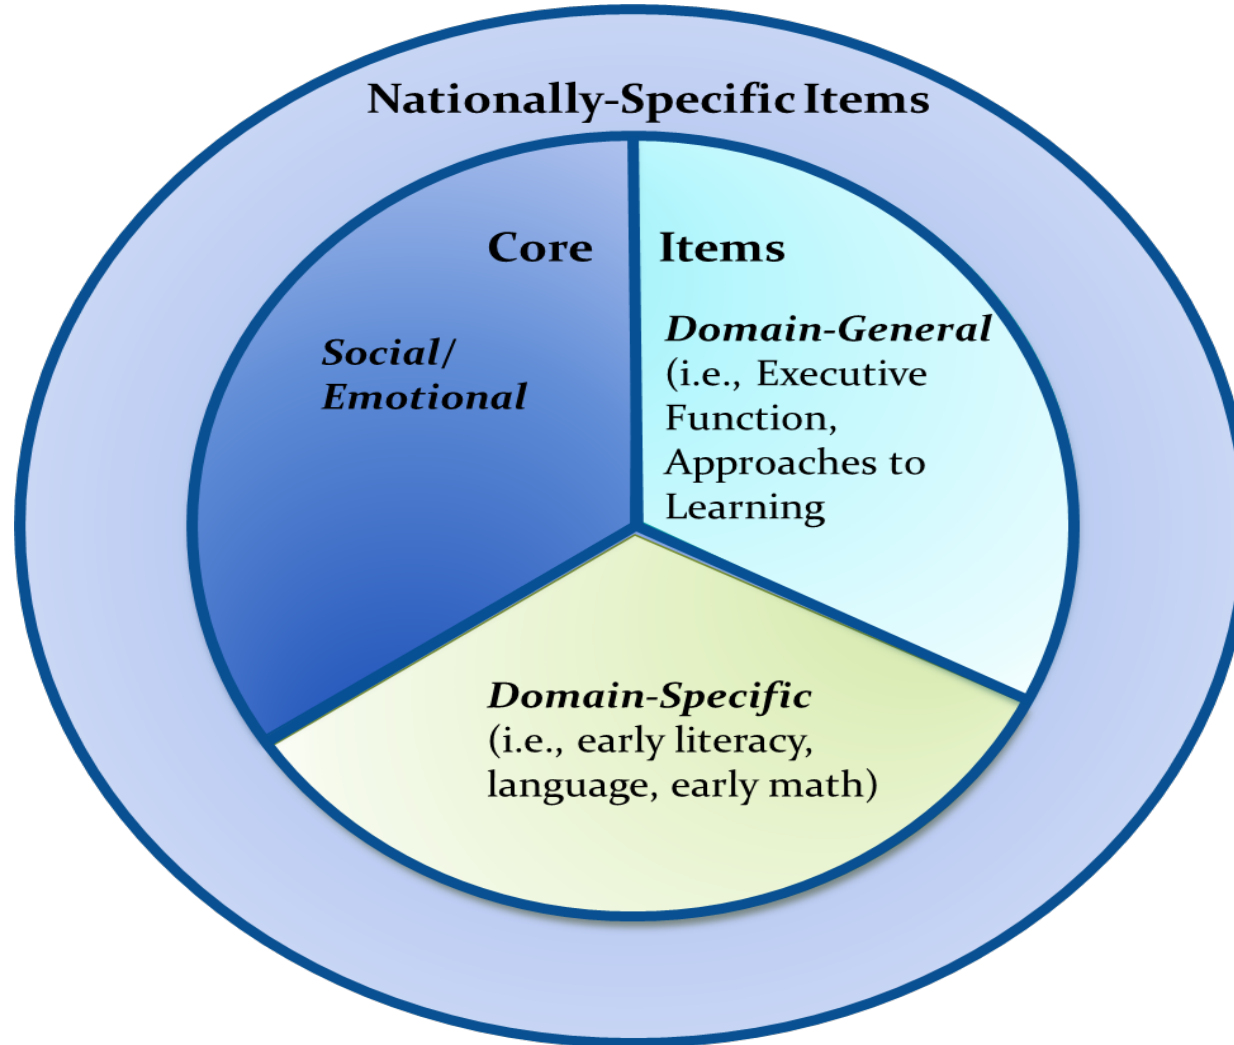 Nationally-Specific Items
Core Items
Social/
Emotional
Domain-General
(i.e., Executive
Function,
Approaches to
Learning
Domain-Specific
(i.e., early literacy,
language, early math)